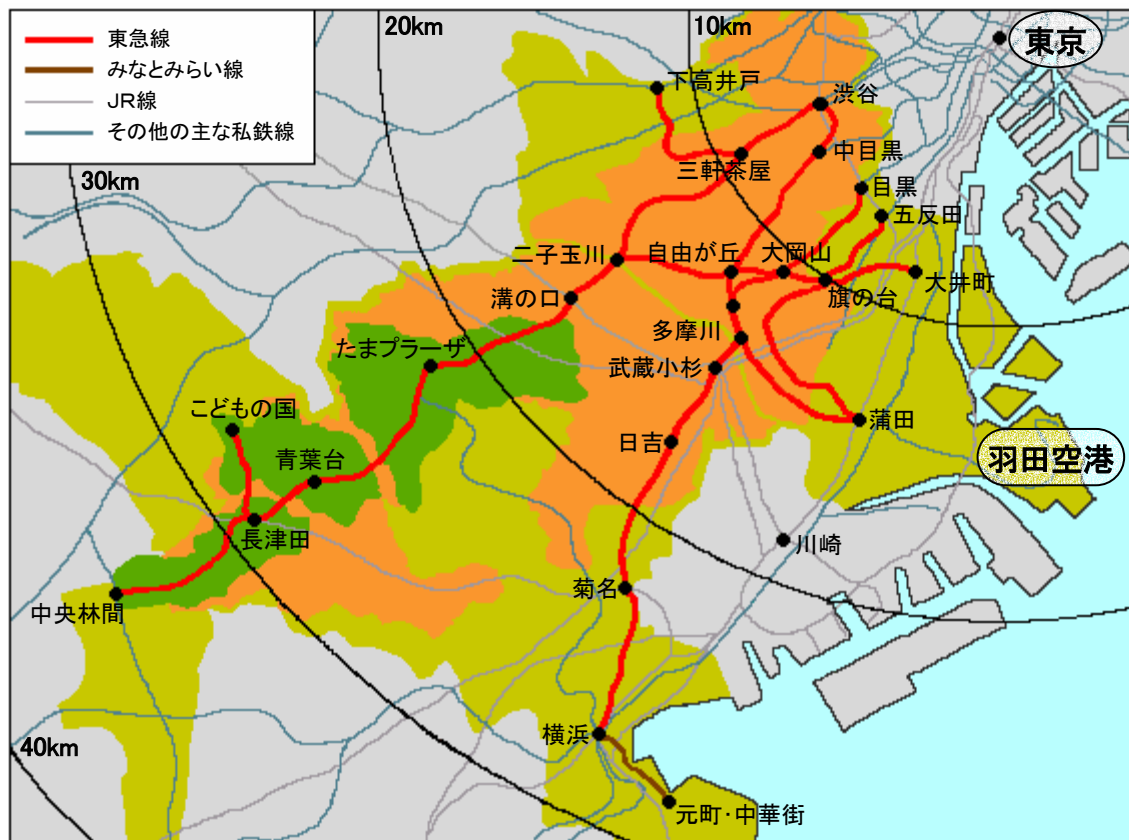 東急線
みなとみらい線
JR線
その他の主な私鉄線
20km
10km
東京
下高井戸
渋谷
中目黒
三軒茶屋
30km
目黒
五反田
二子玉川
自由が丘
大岡山
大井町
溝の口
旗の台
多摩川
たまプラーザ
武蔵小杉
こどもの国
蒲田
日吉
羽田空港
青葉台
長津田
川崎
菊名
中央林間
横浜
40km
元町・中華街